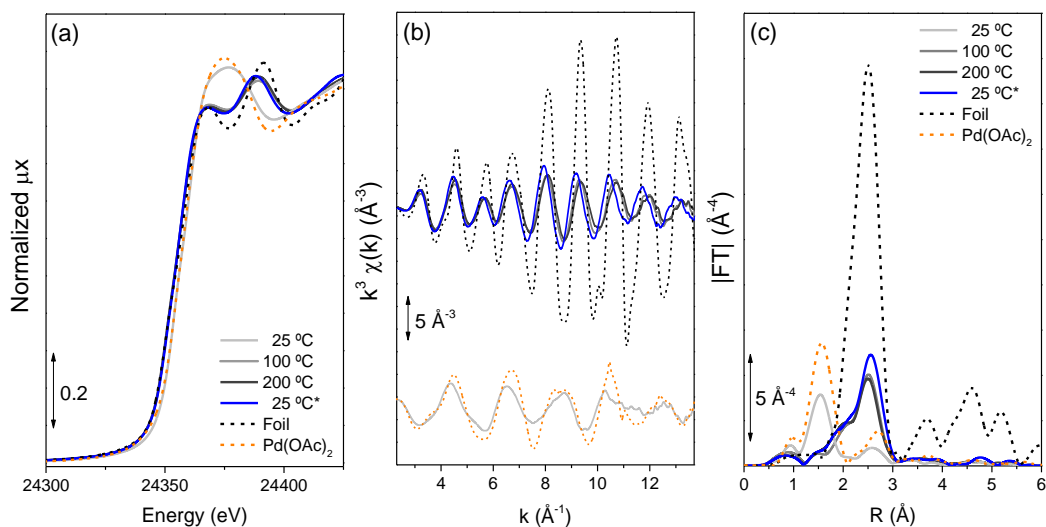 (a)
Normalized μx
0.2
25 ºC
100 ºC
200 ºC
25 ºC*
Foil
Pd(OAc)₂
24300 24350 24400
Energy (eV)
(b)
k³ χ(k) (Å⁻³)
5 Å⁻³
4 6 8 10 12
k (Å⁻¹)
(c)
25 ºC
100 ºC
200 ºC
25 ºC*
Foil
Pd(OAc)₂
|FT| (Å⁻⁴)
5 Å⁻⁴
0 1 2 3 4 5 6
R (Å)